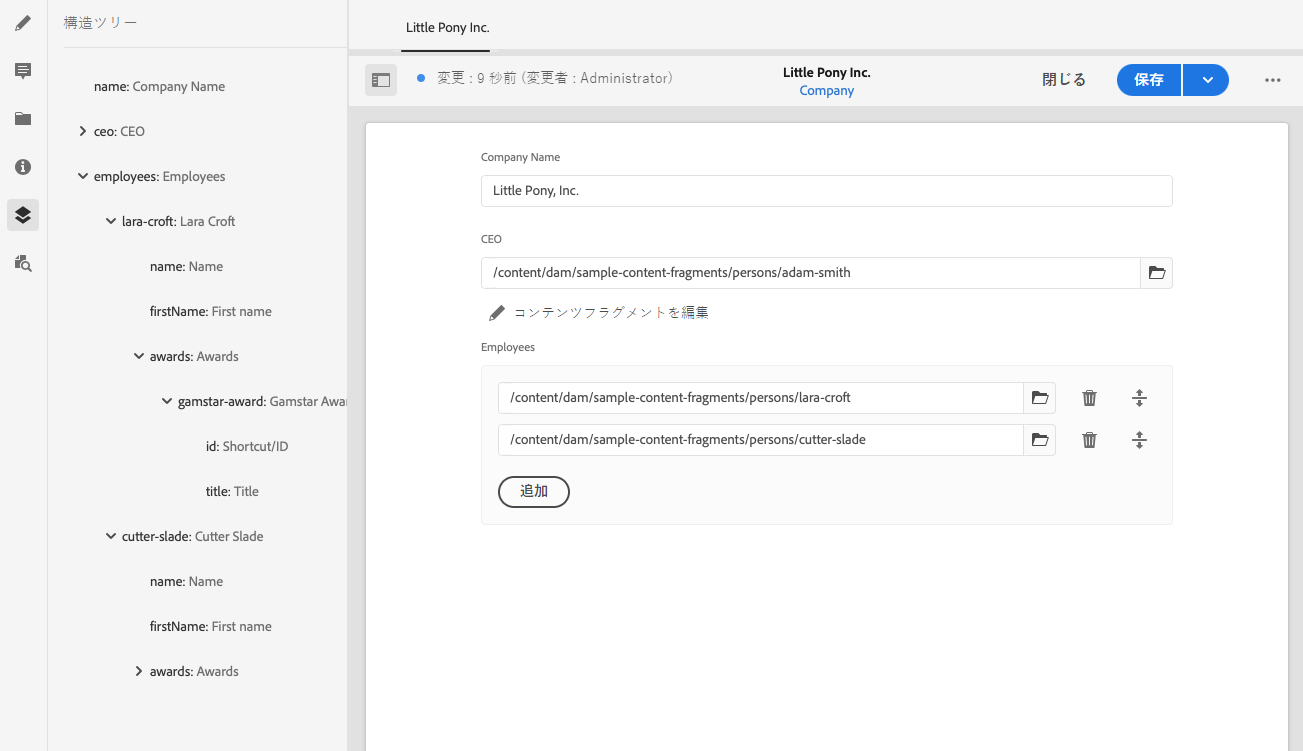 構造ツリー
name: Company Name
ceo: CEO
employees: Employees
lara-croft: Lara Croft
name: Name
firstName: First name
awards: Awards
gamstar-award: Gamstar Awa
id: Shortcut/ID
title: Title
cutter-slade: Cutter Slade
name: Name
firstName: First name
awards: Awards
Little Pony Inc.
変更 : 9 秒前 (変更者 : Administrator)
Little Pony Inc.
Company
閉じる
保存
Company Name
Little Pony, Inc.
CEO
/content/dam/sample-content-fragments/persons/adam-smith
コンテンツフラグメントを編集
Employees
/content/dam/sample-content-fragments/persons/lara-croft
/content/dam/sample-content-fragments/persons/cutter-slade
追加